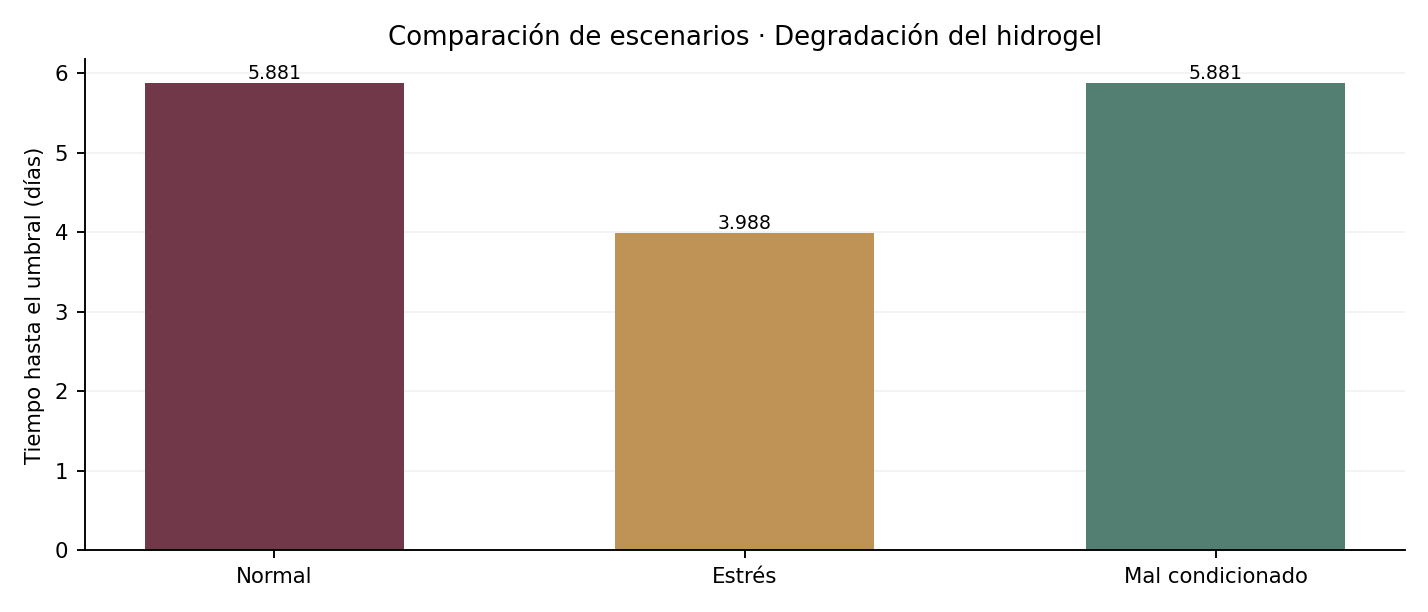 Comparación de escenarios · Degradación del hidrogel
Tiempo hasta el umbral (días)
6
5
4
3
2
1
0
5.881
3.988
5.881
Normal
Estrés
Mal condicionado